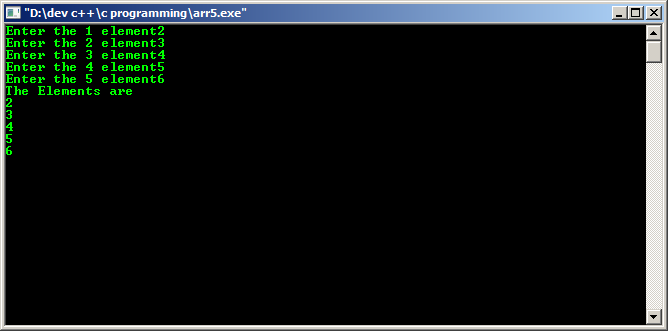 "D:\dev c++\c programming\arr5.exe"
Enter the 1 element2
Enter the 2 element3
Enter the 3 element4
Enter the 4 element5
Enter the 5 element6
The Elements are
2
3
4
5
6